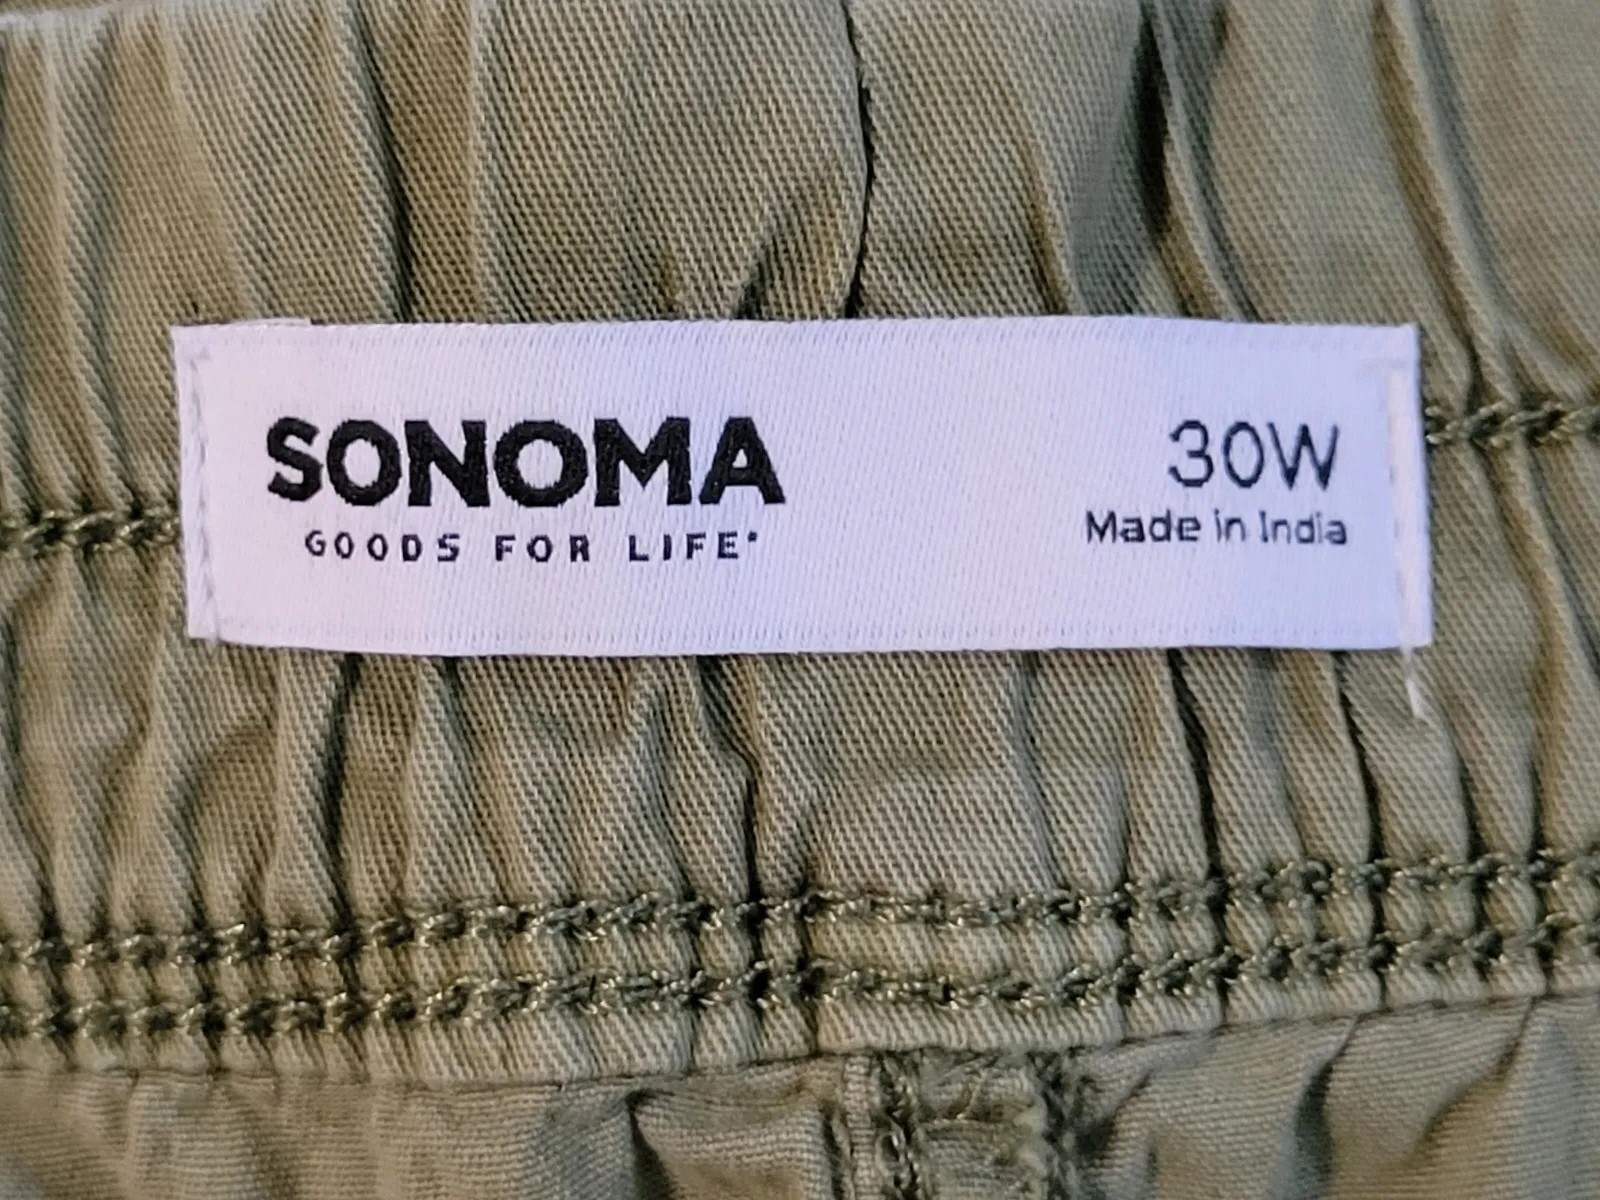 SONOMA
GOODS FOR LIFE•
30W
Made in India